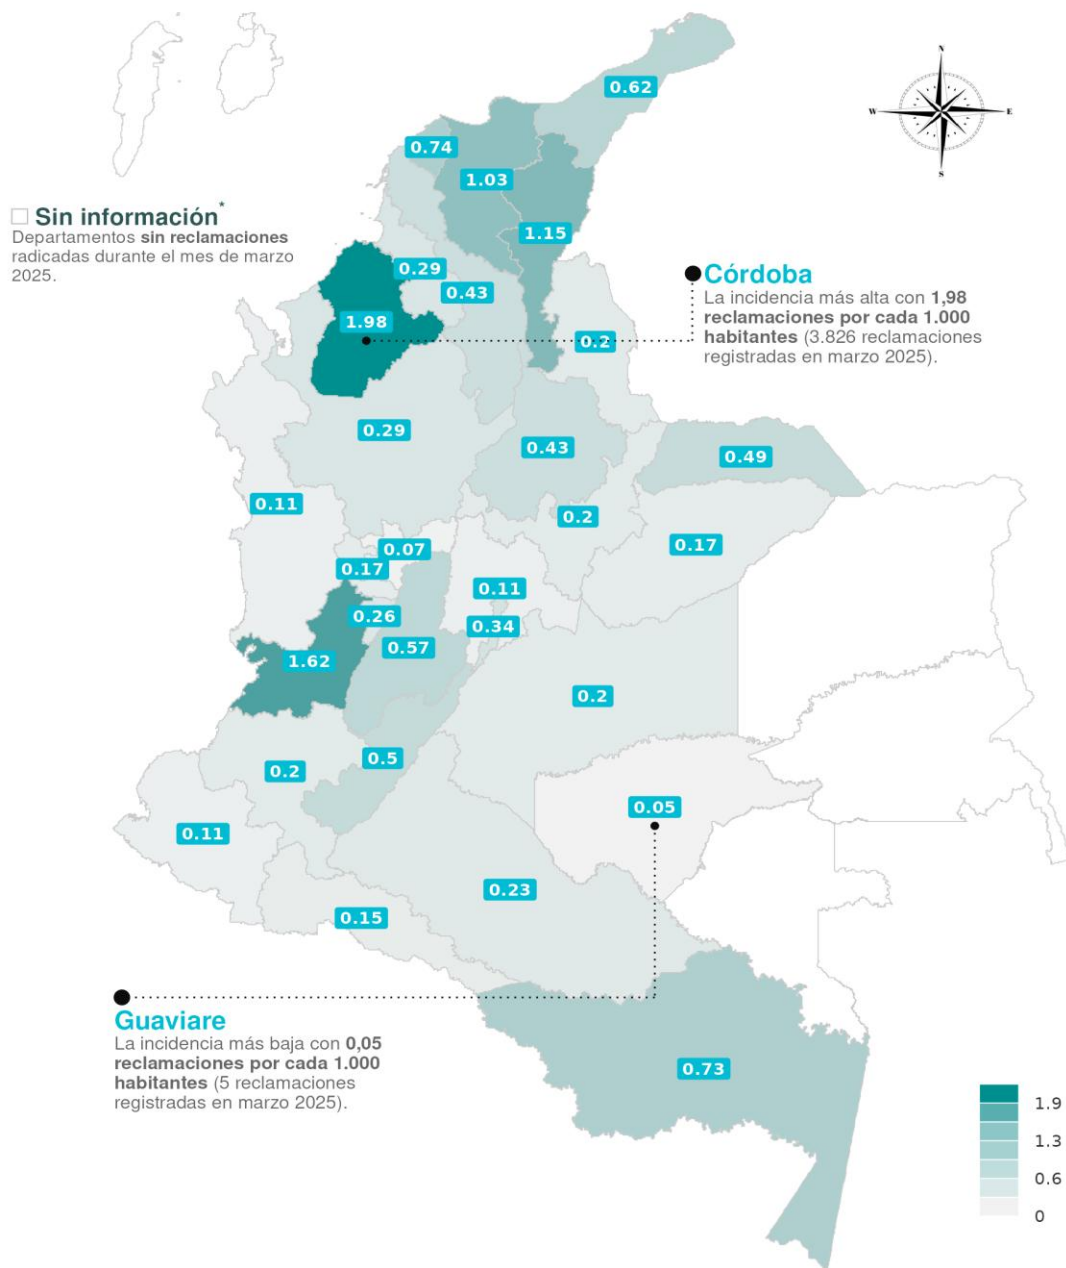 N
W
E
S
0.62
0.74
1.03
1.15
Sin información*
Departamentos sin reclamaciones
radicadas durante el mes de marzo
2025.
0.29
0.43
Córdoba
La incidencia más alta con 1,98
reclamaciones por cada 1.000
habitantes (3.826 reclamaciones
registradas en marzo 2025).
1.98
0.2
0.29
0.43
0.49
0.11
0.2
0.17
0.07
0.17
0.11
0.26
0.34
0.57
1.62
0.2
0.5
0.2
0.05
0.11
0.23
0.15
Guaviare
La incidencia más baja con 0,05
reclamaciones por cada 1.000
habitantes (5 reclamaciones
registradas en marzo 2025).
0.73
1.9
1.3
0.6
0